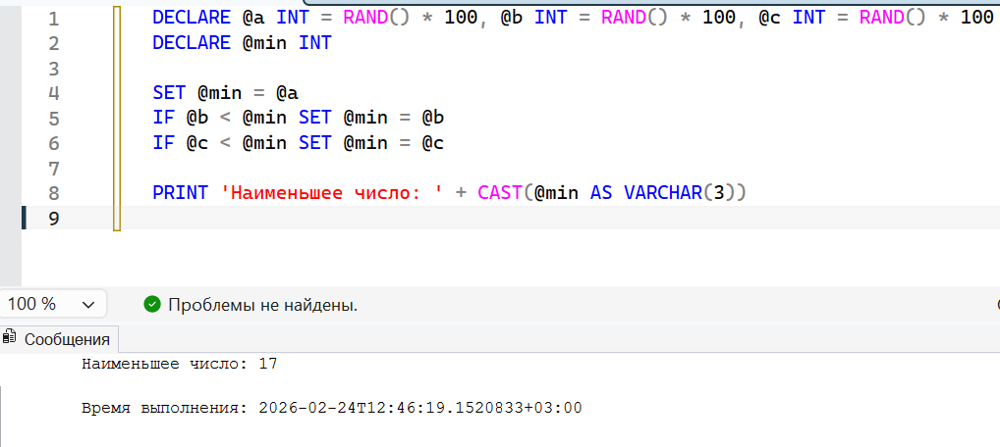 1 DECLARE @a INT = RAND() * 100, @b INT = RAND() * 100, @c INT = RAND() * 100
2 DECLARE @min INT
3
4 SET @min = @a
5 IF @b < @min SET @min = @b
6 IF @c < @min SET @min = @c
7
8 PRINT 'Наименьшее число: ' + CAST(@min AS VARCHAR(3))
9
100 % Проблемы не найдены.
Сообщения
Наименьшее число: 17
Время выполнения: 2026-02-24T12:46:19.1520833+03:00